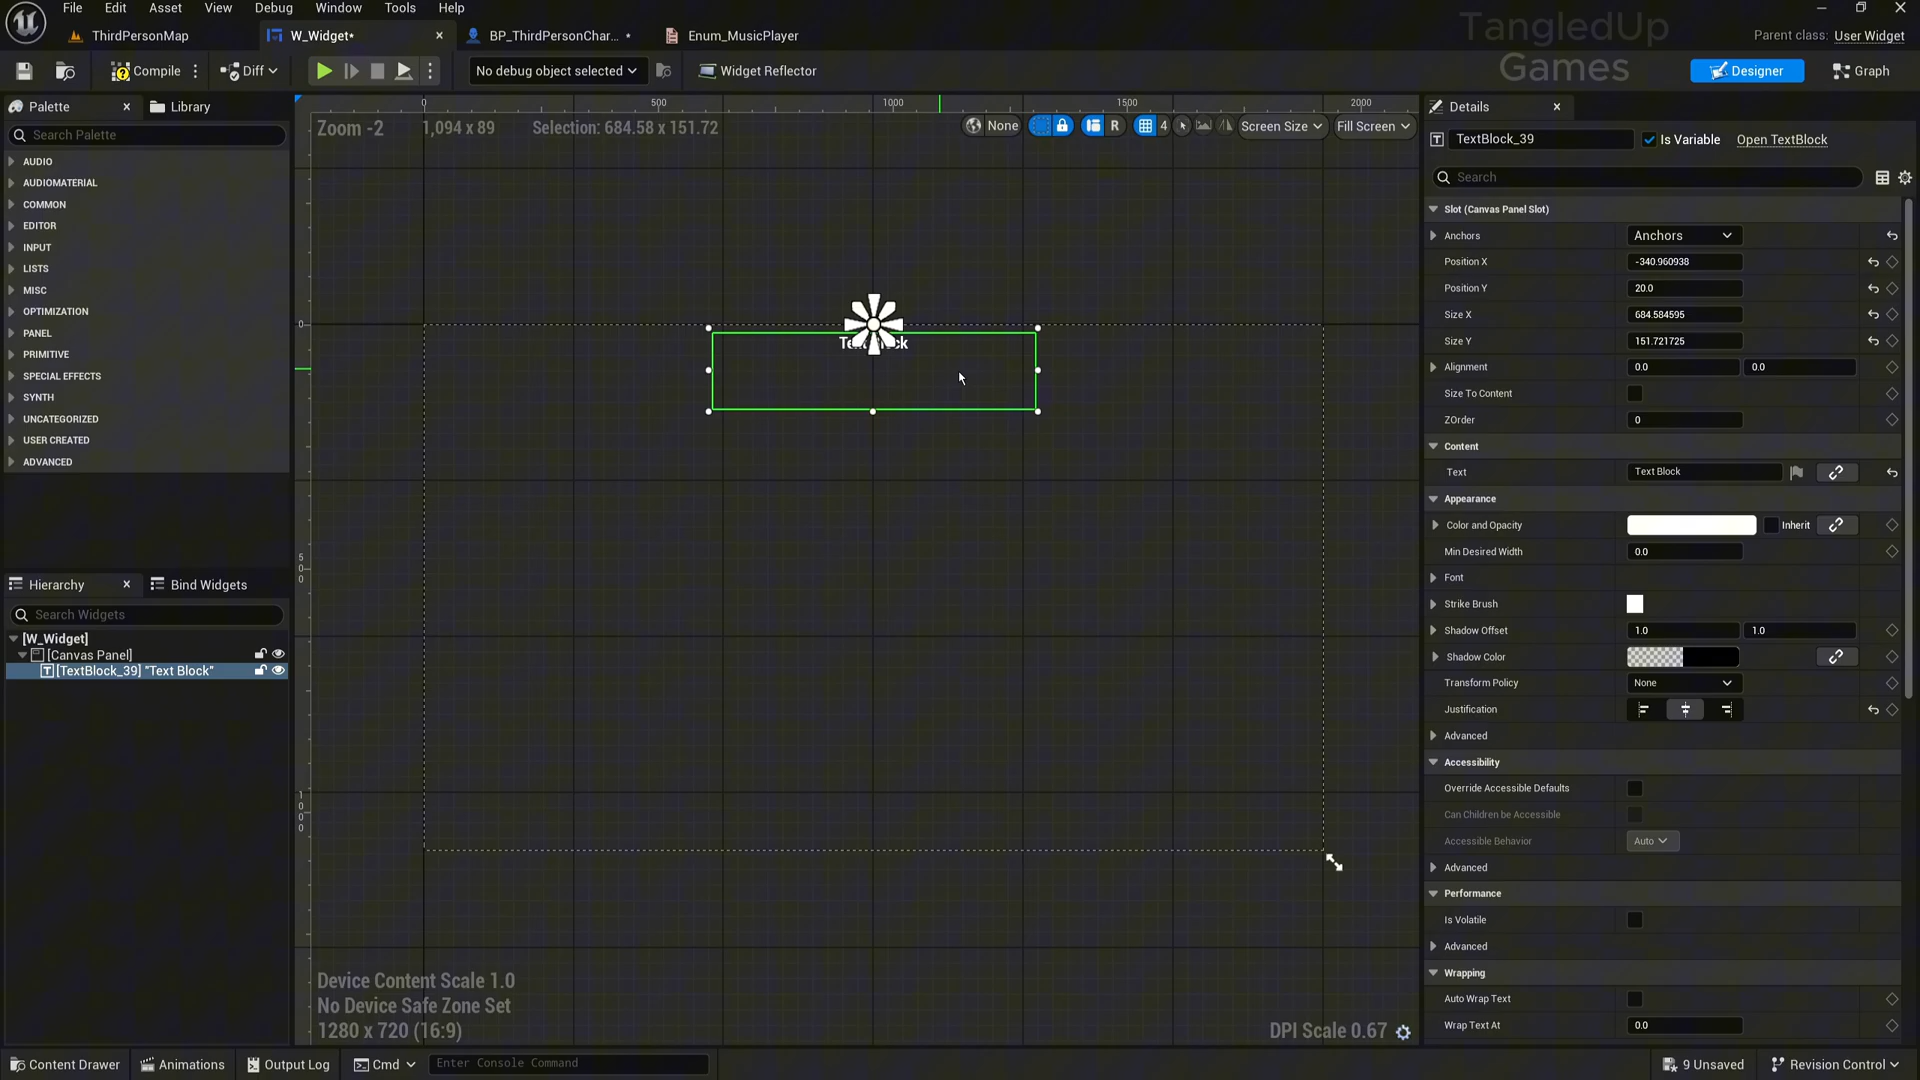 File Edit Asset View Debug Window Tools Help
TangledUp
Games
ThirdPersonMap
W_Widget*
BP_ThirdPersonChar... *
Enum_MusicPlayer
Parent class: User Widget
Compile
Diff
No debug object selected
Widget Reflector
Designer
Graph
Palette
Library
Search Palette
AUDIO
AUDIOMATERIAL
COMMON
EDITOR
INPUT
LISTS
MISC
OPTIMIZATION
PANEL
PRIMITIVE
SPECIAL EFFECTS
SYNTH
UNCATEGORIZED
USER CREATED
ADVANCED
Hierarchy
Bind Widgets
Search Widgets
[W_Widget]
[Canvas Panel]
[TextBlock_39] "Text Block"
0 500 1000 1500 2000
Zoom -2
1,094 x 89
Selection: 684.58 x 151.72
None
R
4
Screen Size
Fill Screen
0
500
1000
Device Content Scale 1.0
No Device Safe Zone Set
1280 x 720 (16:9)
DPI Scale 0.67
Details
TextBlock_39
Is Variable
Open TextBlock
Search
Slot (Canvas Panel Slot)
Anchors Anchors
Position X -340.960938
Position Y 20.0
Size X 684.584595
Size Y 151.721725
Alignment 0.0 0.0
Size To Content
ZOrder 0
Content
Text Text Block
Appearance
Color and Opacity Inherit
Min Desired Width 0.0
Font
Strike Brush
Shadow Offset 1.0 1.0
Shadow Color
Transform Policy None
Justification
Advanced
Accessibility
Override Accessible Defaults
Can Children be Accessible
Accessible Behavior Auto
Advanced
Performance
Is Volatile
Advanced
Wrapping
Auto Wrap Text
Wrap Text At 0.0
Content Drawer
Animations
Output Log
Cmd
Enter Console Command
9 Unsaved
Revision Control